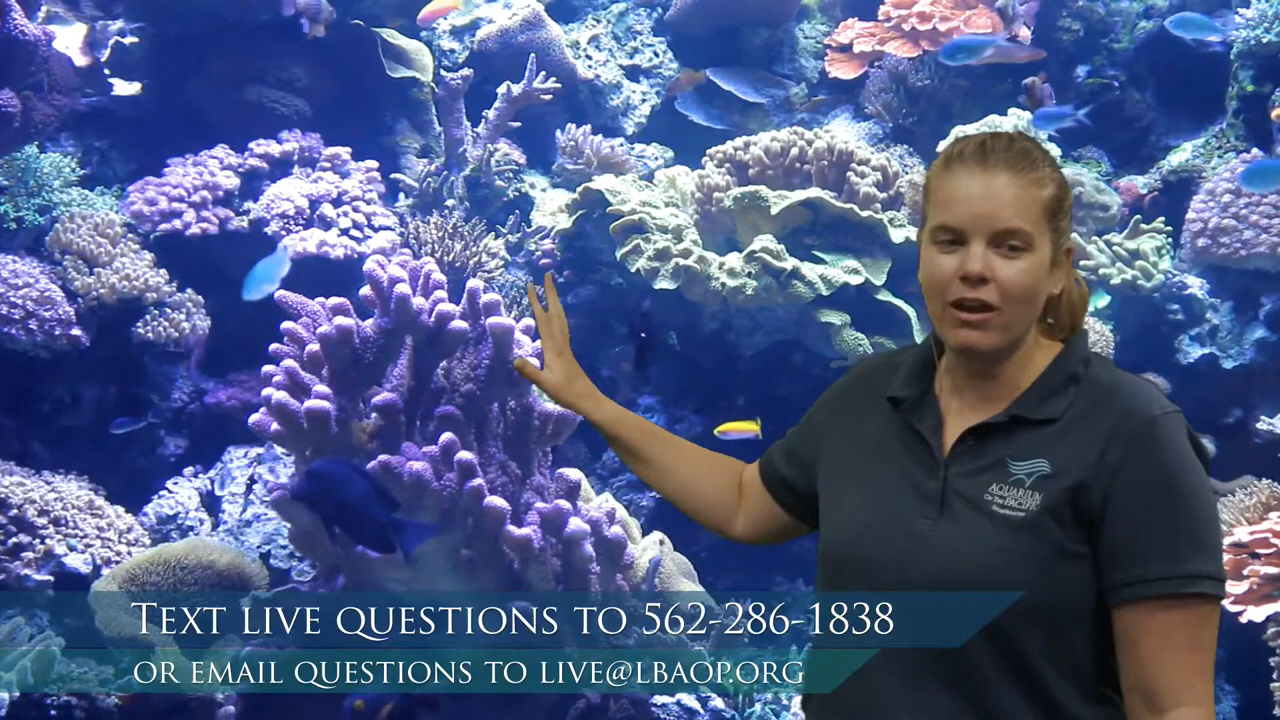 AQUARIUM
OF THE PACIFIC
TEXT LIVE QUESTIONS TO 562-286-1838
OR EMAIL QUESTIONS TO LIVE@LBAOP.ORG